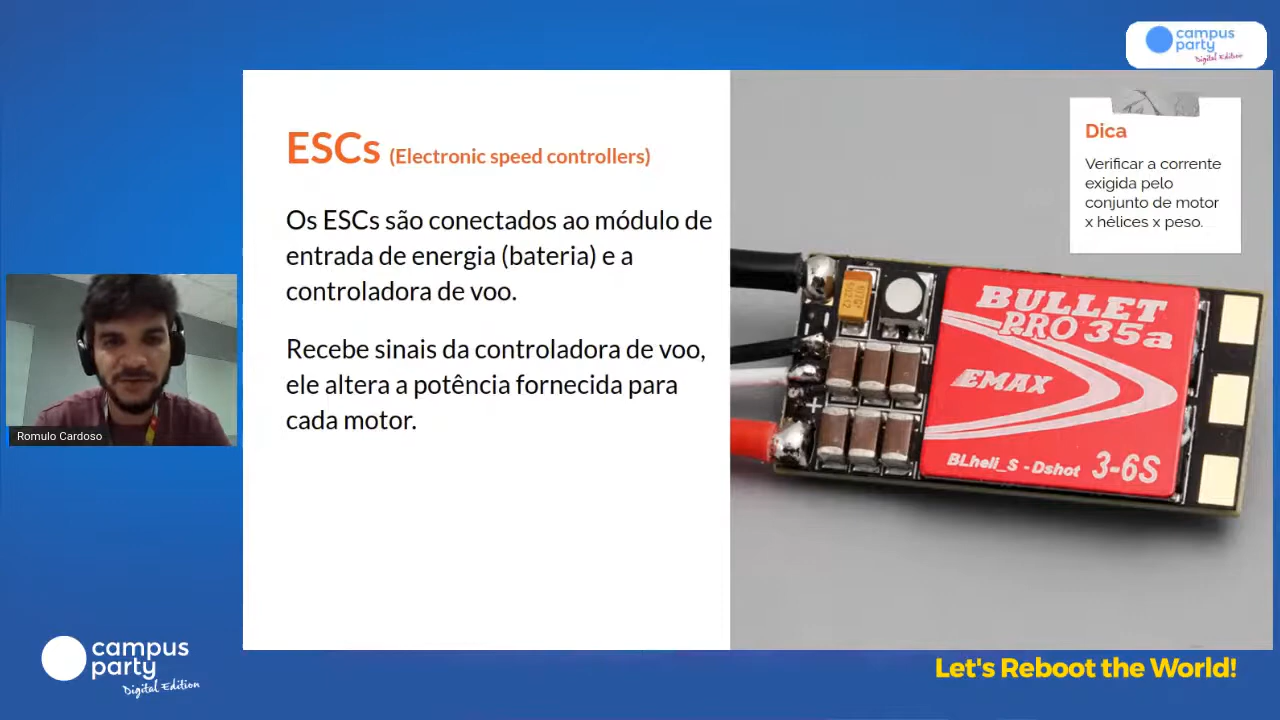 campus
party
Digital Edition
ESCs (Electronic speed controllers)
Os ESCs são conectados ao módulo de
entrada de energia (bateria) e a
controladora de voo.
Recebe sinais da controladora de voo,
ele altera a potência fornecida para
cada motor.
Dica
Verificar a corrente
exigida pelo
conjunto de motor
x hélices x peso.
BULLET
PRO 35a
EMAX
BLheli_S - Dshot 3-6S
Romulo Cardoso
campus
party
Digital Edition
Let's Reboot the World!